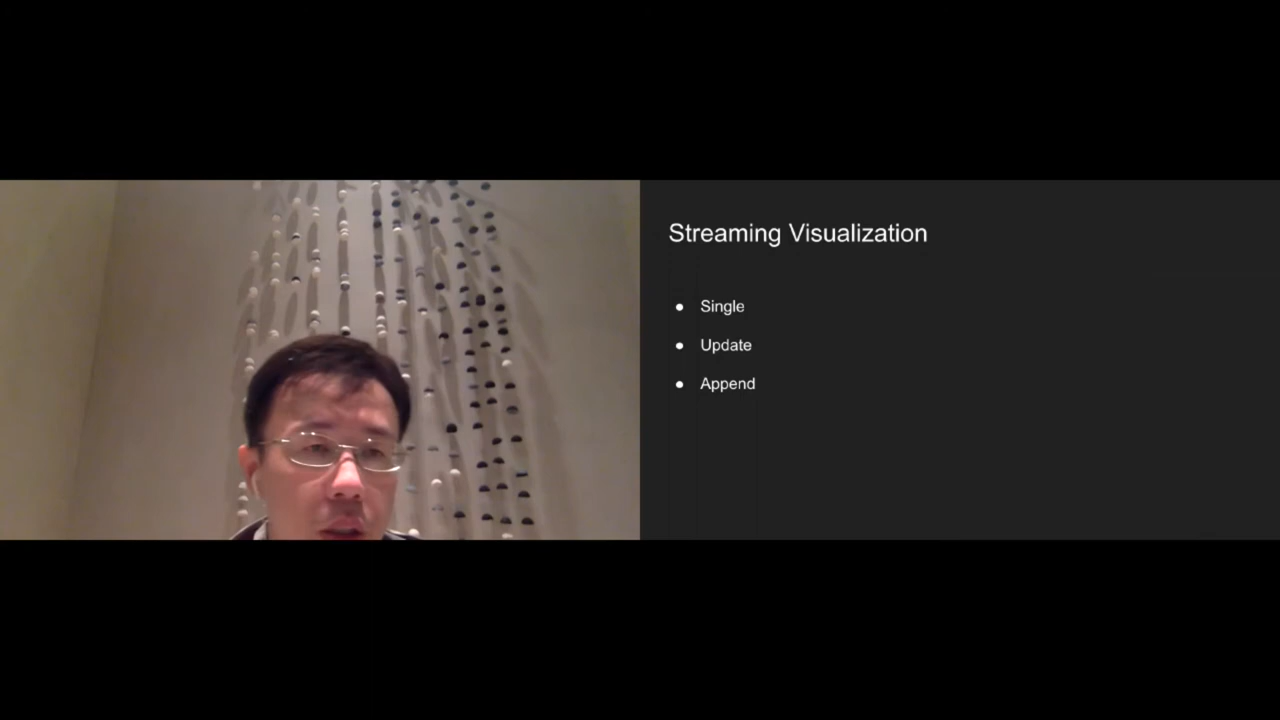 Streaming Visualization
● Single
● Update
● Append